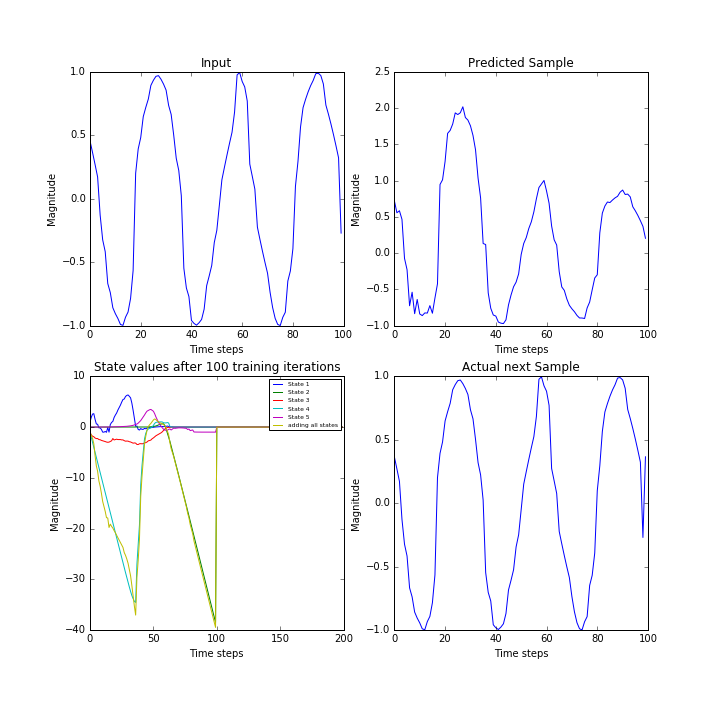 Input
1.0
0.5
0.0
−0.5
−1.0
Magnitude
0 20 40 60 80 100
Time steps
Predicted Sample
2.5
2.0
1.5
1.0
0.5
0.0
−0.5
−1.0
Magnitude
0 20 40 60 80 100
Time steps
State values after 100 training iterations
10
0
−10
−20
−30
−40
Magnitude
State 1
State 2
State 3
State 4
State 5
adding all states
0 50 100 150 200
Time steps
Actual next Sample
1.0
0.5
0.0
−0.5
−1.0
Magnitude
0 20 40 60 80 100
Time steps